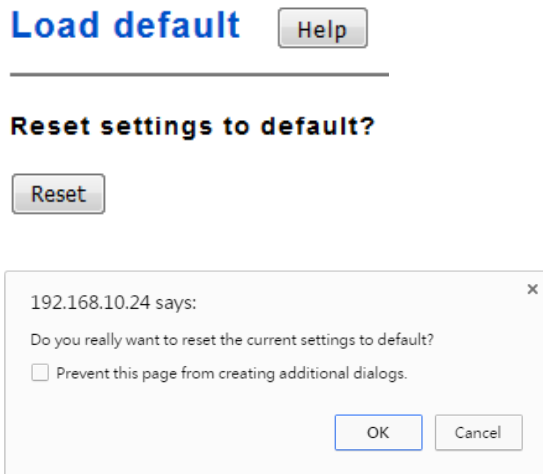 Load default Help
Reset settings to default?
Reset
192.168.10.24 says:
Do you really want to reset the current settings to default?
Prevent this page from creating additional dialogs.
OK Cancel